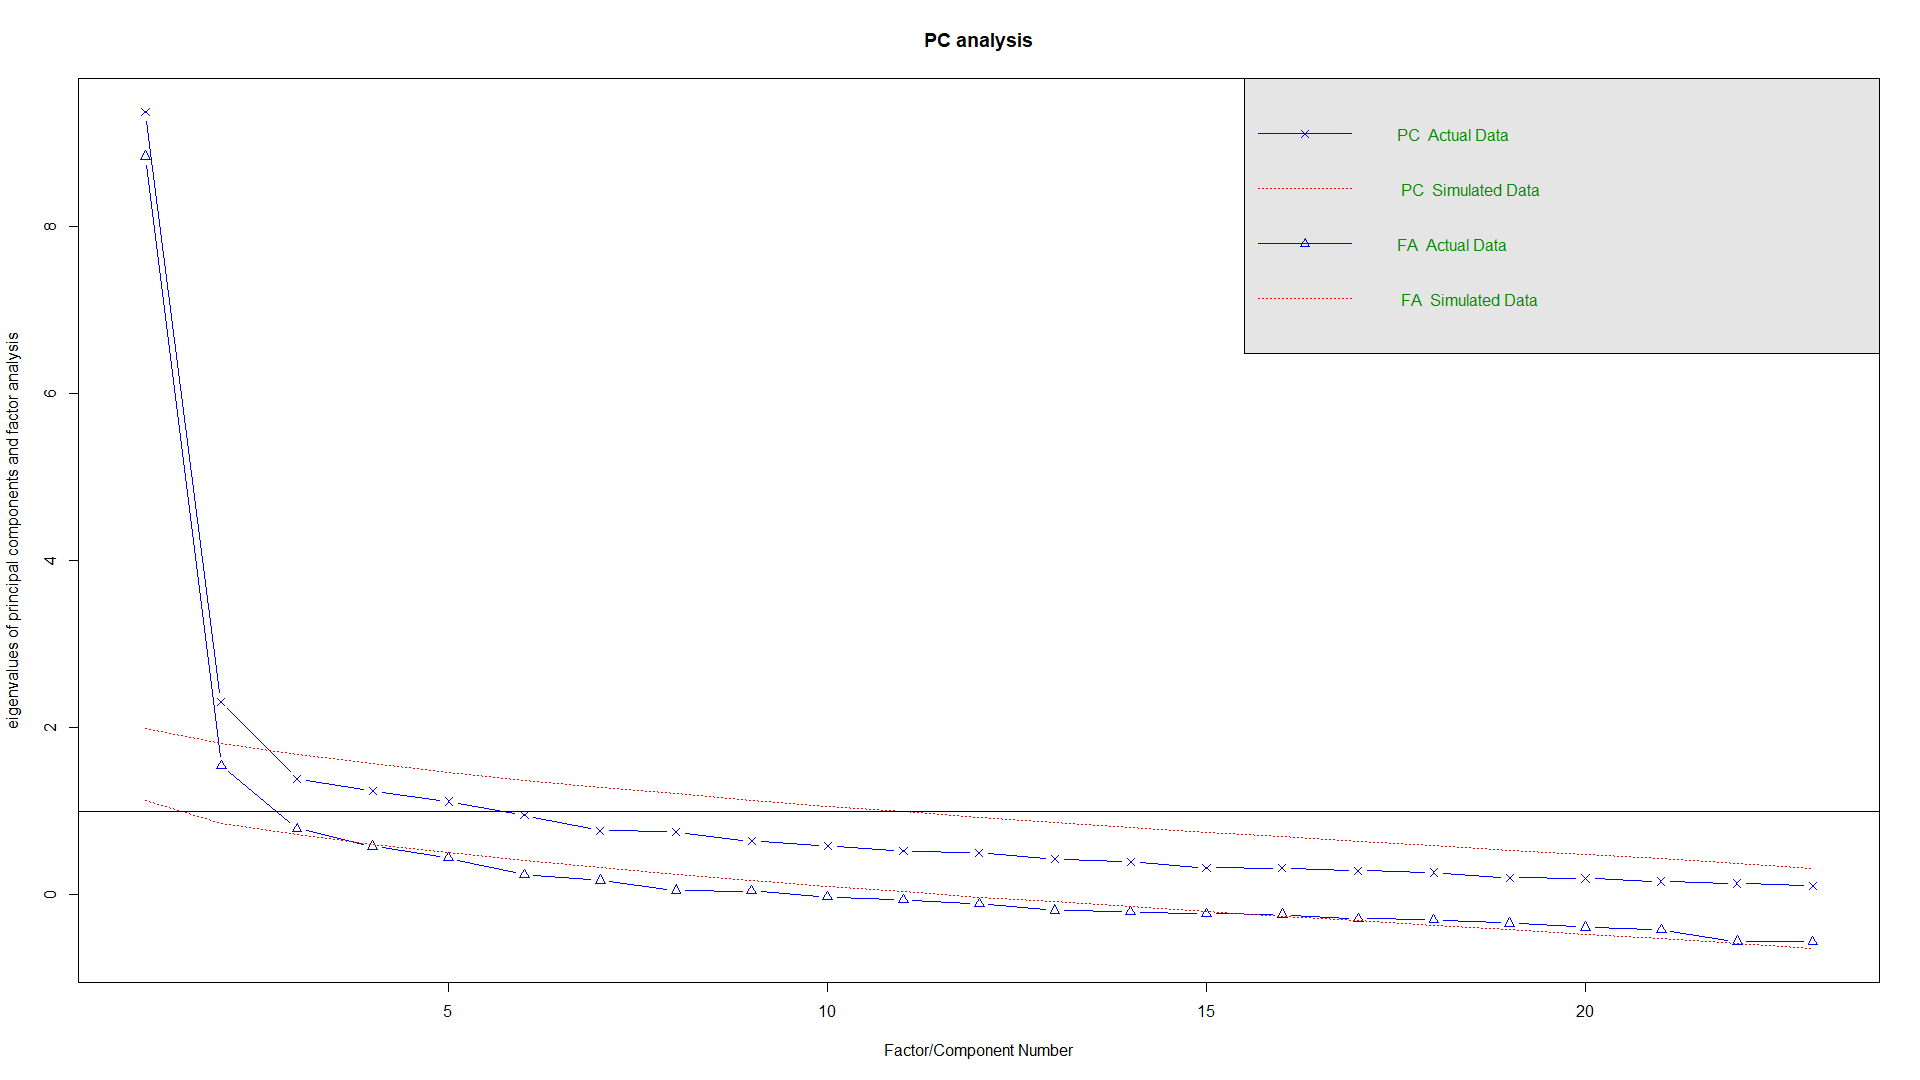 PC analysis
PC Actual Data
PC Simulated Data
FA Actual Data
FA Simulated Data
eigenvalues of principal components and factor analysis
8
6
4
2
0
5 10 15 20
Factor/Component Number